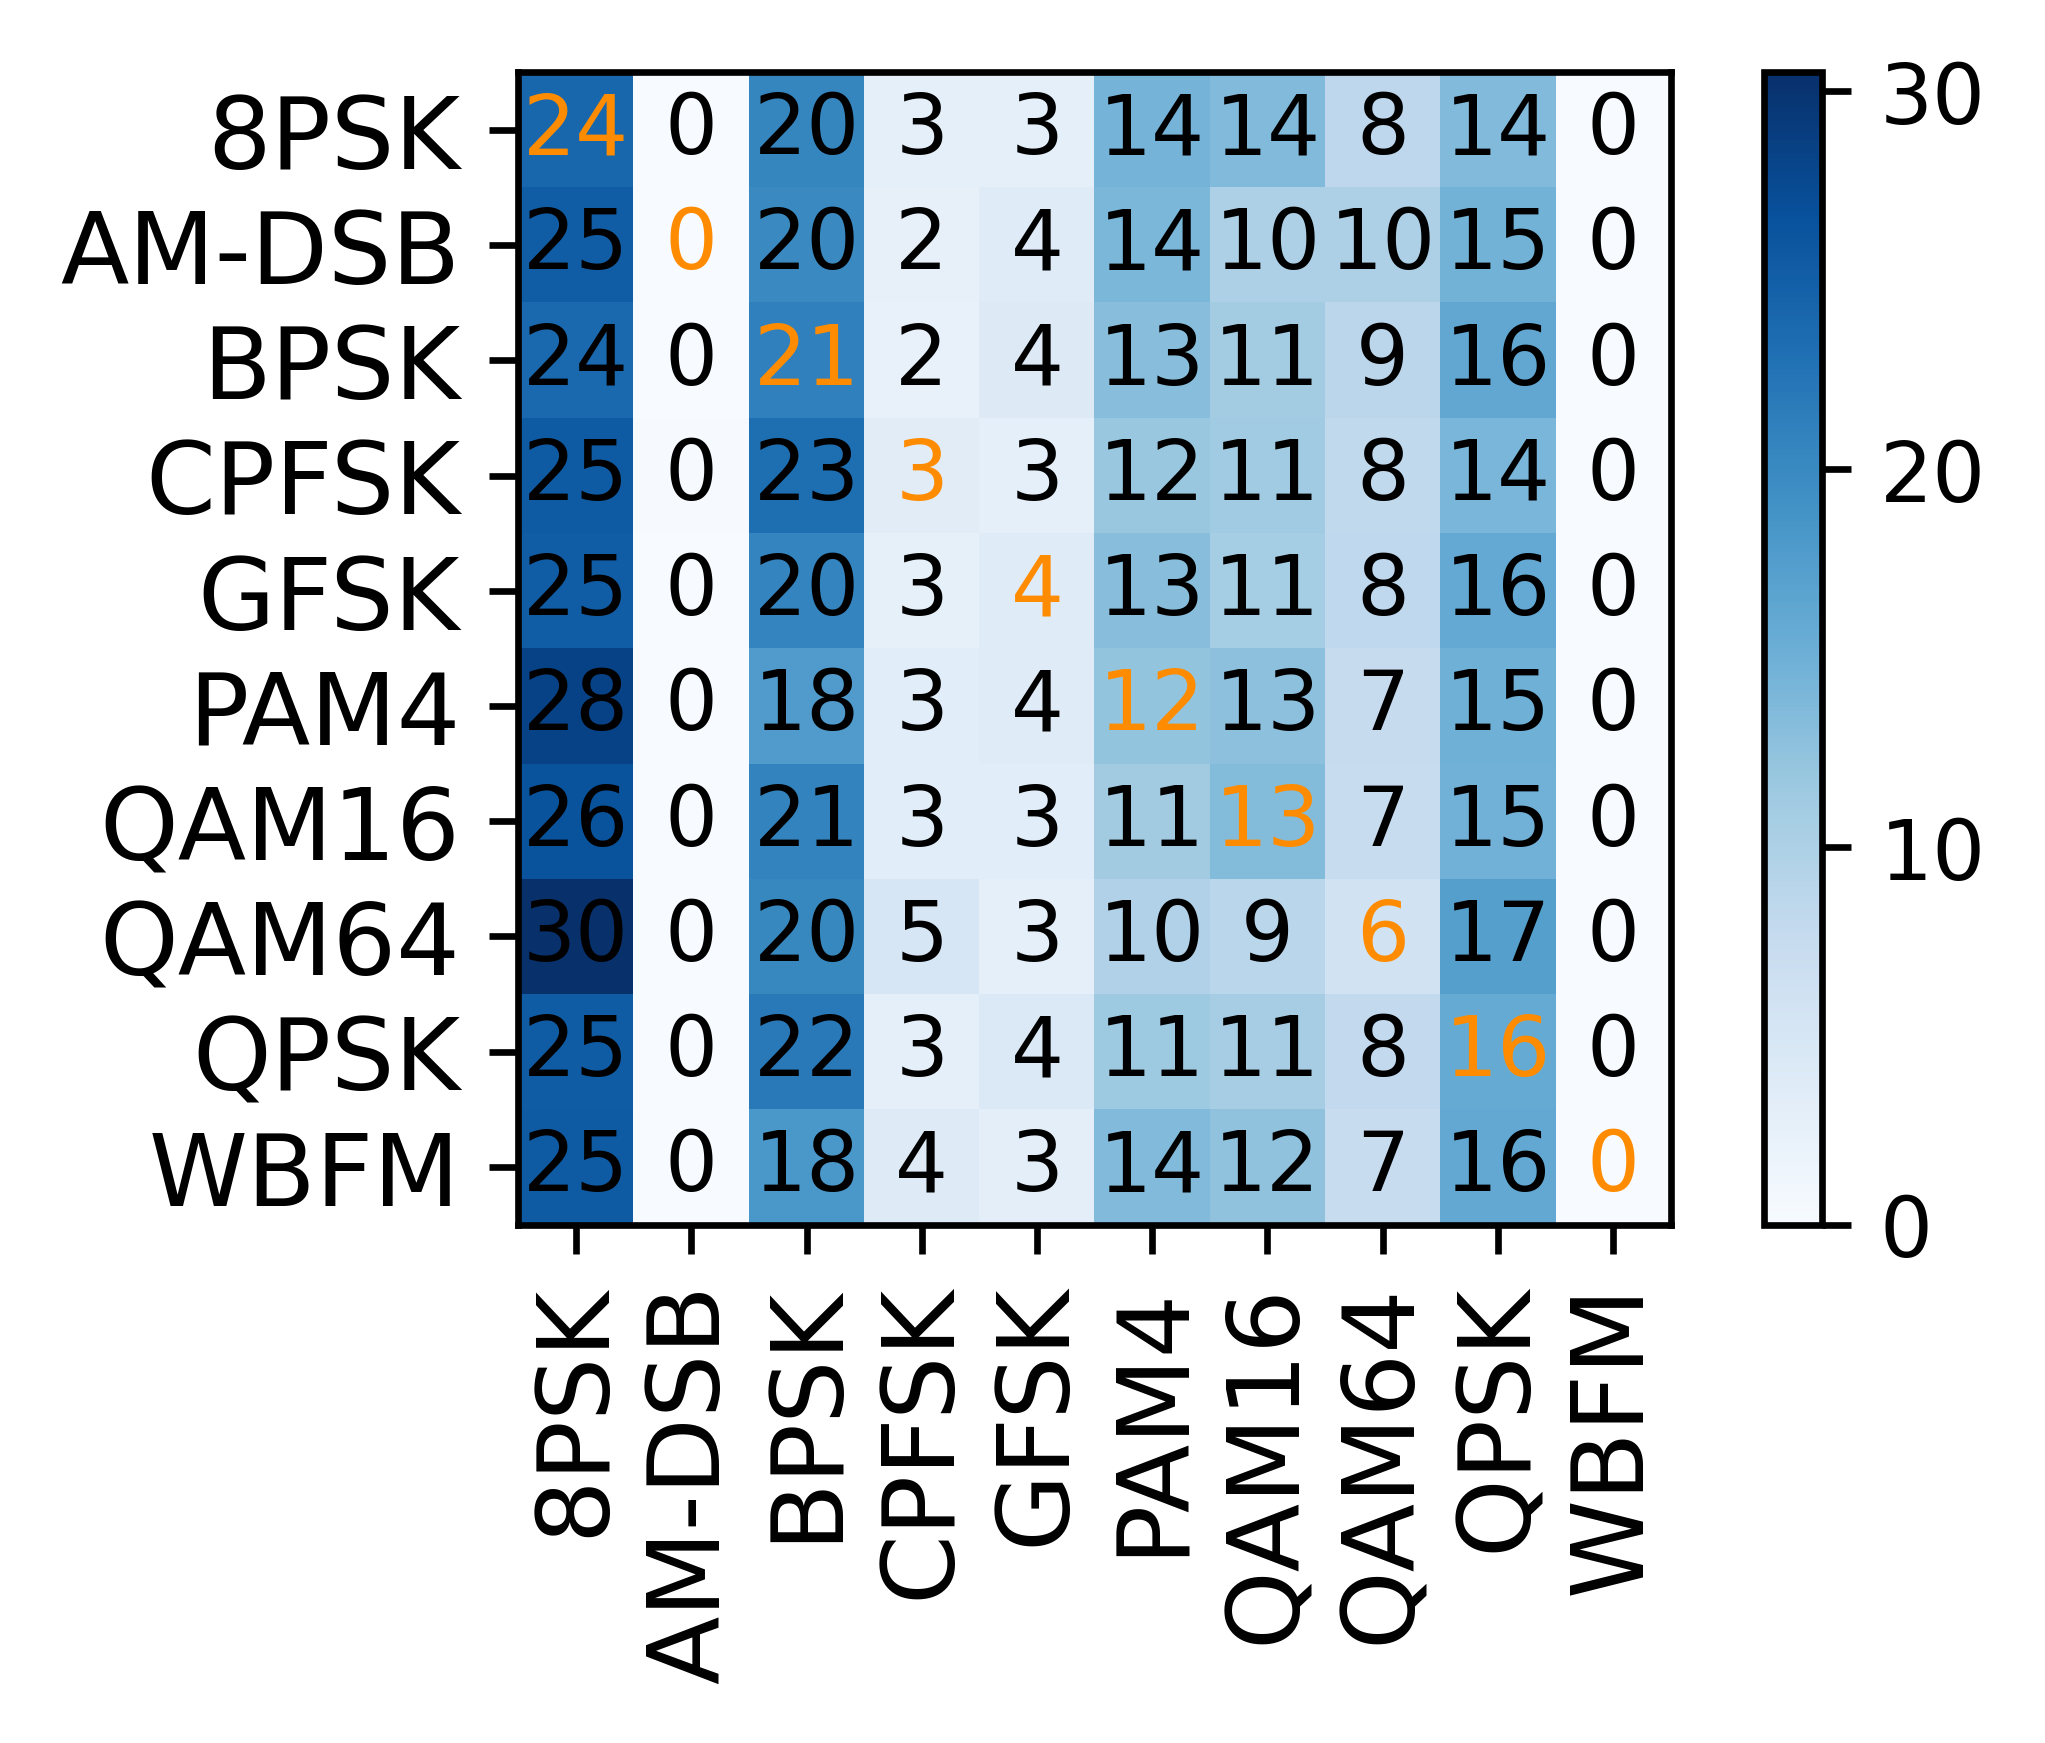 8PSK 24 0 20 3 3 14 14 8 14 0
AM-DSB 25 0 20 2 4 14 10 10 15 0
BPSK 24 0 21 2 4 13 11 9 16 0
CPFSK 25 0 23 3 3 12 11 8 14 0
GFSK 25 0 20 3 4 13 11 8 16 0
PAM4 28 0 18 3 4 12 13 7 15 0
QAM16 26 0 21 3 3 11 13 7 15 0
QAM64 30 0 20 5 3 10 9 6 17 0
QPSK 25 0 22 3 4 11 11 8 16 0
WBFM 25 0 18 4 3 14 12 7 16 0
8PSK
AM-DSB
BPSK
CPFSK
GFSK
PAM4
QAM16
QAM64
QPSK
WBFM
30
20
10
0